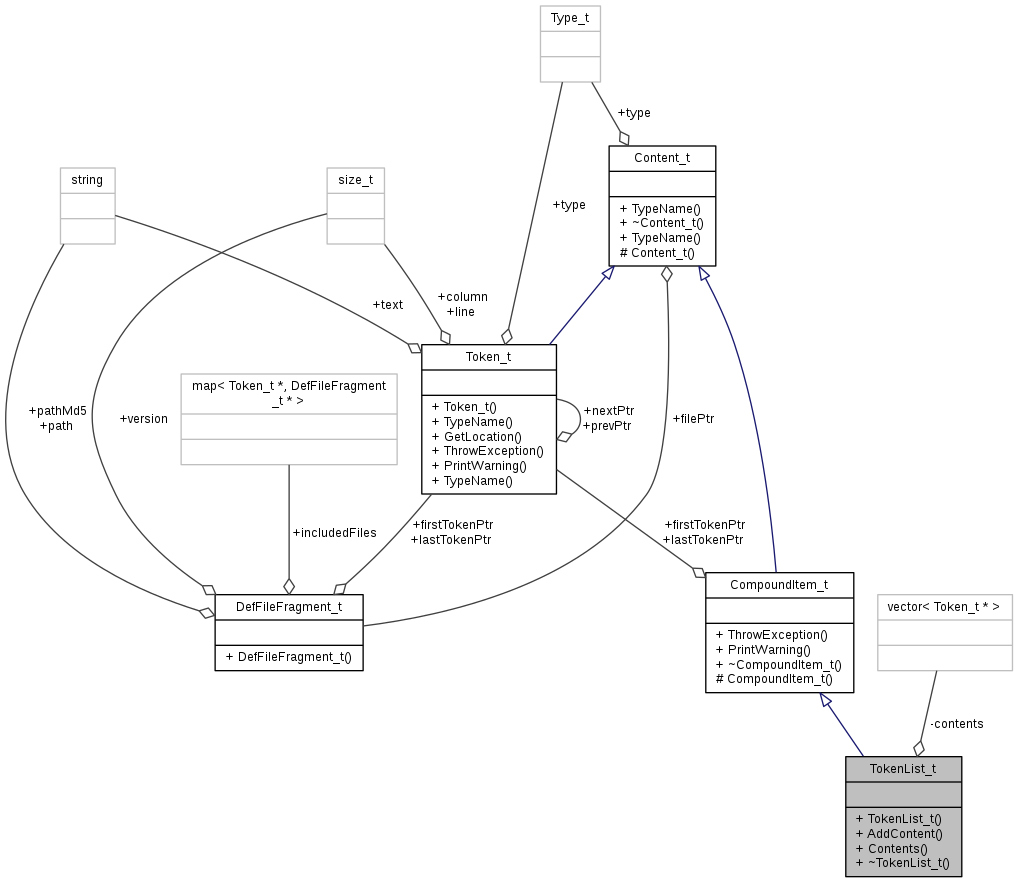 Type_t
+type
Content_t
+ TypeName()
+ ~Content_t()
+ TypeName()
# Content_t()
string
size_t
+type
+text
+column
+line
Token_t
+ Token_t()
+ TypeName()
+ GetLocation()
+ ThrowException()
+ PrintWarning()
+ TypeName()
map< Token_t *, DefFileFragment
_t * >
+pathMd5
+path
+version
+nextPtr
+prevPtr
+filePtr
+includedFiles
+firstTokenPtr
+lastTokenPtr
+firstTokenPtr
+lastTokenPtr
DefFileFragment_t
+ DefFileFragment_t()
CompoundItem_t
+ ThrowException()
+ PrintWarning()
+ ~CompoundItem_t()
# CompoundItem_t()
vector< Token_t * >
-contents
TokenList_t
+ TokenList_t()
+ AddContent()
+ Contents()
+ ~TokenList_t()